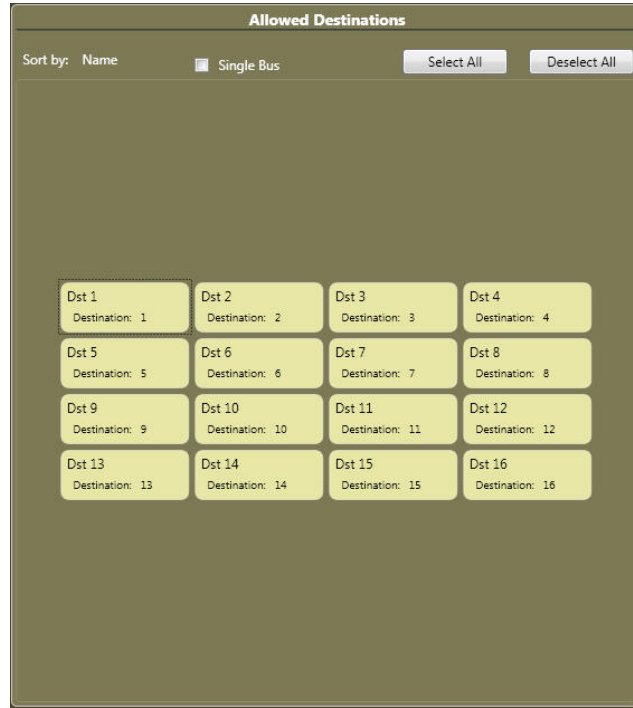 Allowed Destinations
Sort by: Name Single Bus Select All Deselect All
Dst 1 Dst 2 Dst 3 Dst 4
Destination: 1 Destination: 2 Destination: 3 Destination: 4
Dst 5 Dst 6 Dst 7 Dst 8
Destination: 5 Destination: 6 Destination: 7 Destination: 8
Dst 9 Dst 10 Dst 11 Dst 12
Destination: 9 Destination: 10 Destination: 11 Destination: 12
Dst 13 Dst 14 Dst 15 Dst 16
Destination: 13 Destination: 14 Destination: 15 Destination: 16